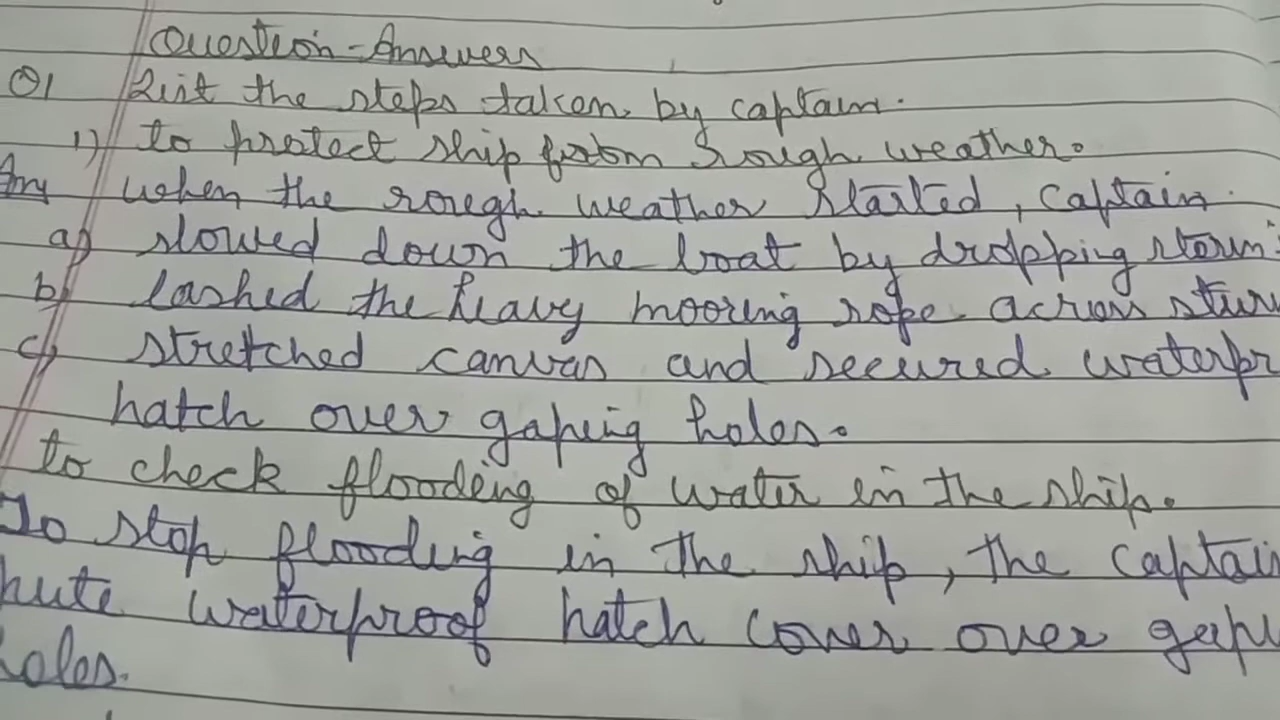 Question-Answers
Q1 List the steps taken by captain.
1) to protect ship from rough weather.
Ans when the rough weather started, captain
a) slowed down the boat by dropping storm
b) lashed the heavy mooring rope across
c) stretched canvas and secured waterpr
hatch over gaping holes.
to check flooding of water in the ship.
To stop flooding in the ship, the captai
waterproof hatch cover over
holes.